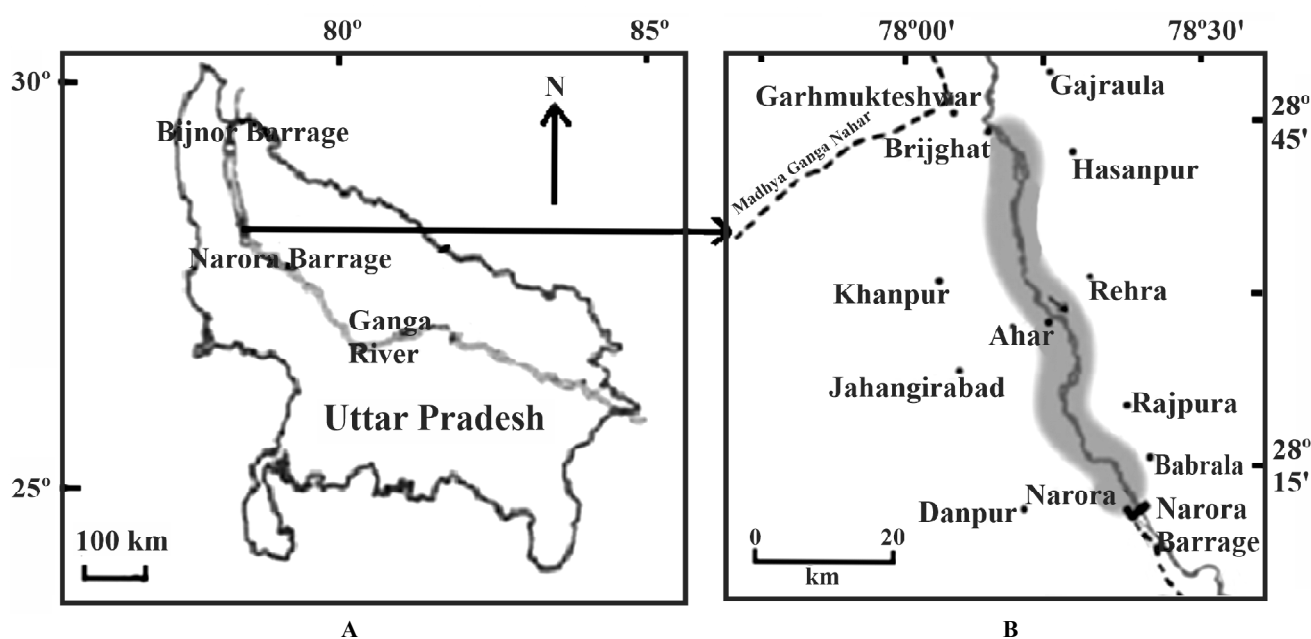 80º
85º
30º
25º
N
Bijnor Barrage
Narora Barrage
Ganga
River
Uttar Pradesh
100 km
A
78º00'
78º30'
28º
45'
28º
15'
Garhmukteshwar
Gajraula
Madhya Ganga Nahar
Brijghat
Hasanpur
Khanpur
Rehra
Ahar
Jahangirabad
Rajpura
Babrala
Danpur
Narora
Narora
Barrage
0
20
km
B